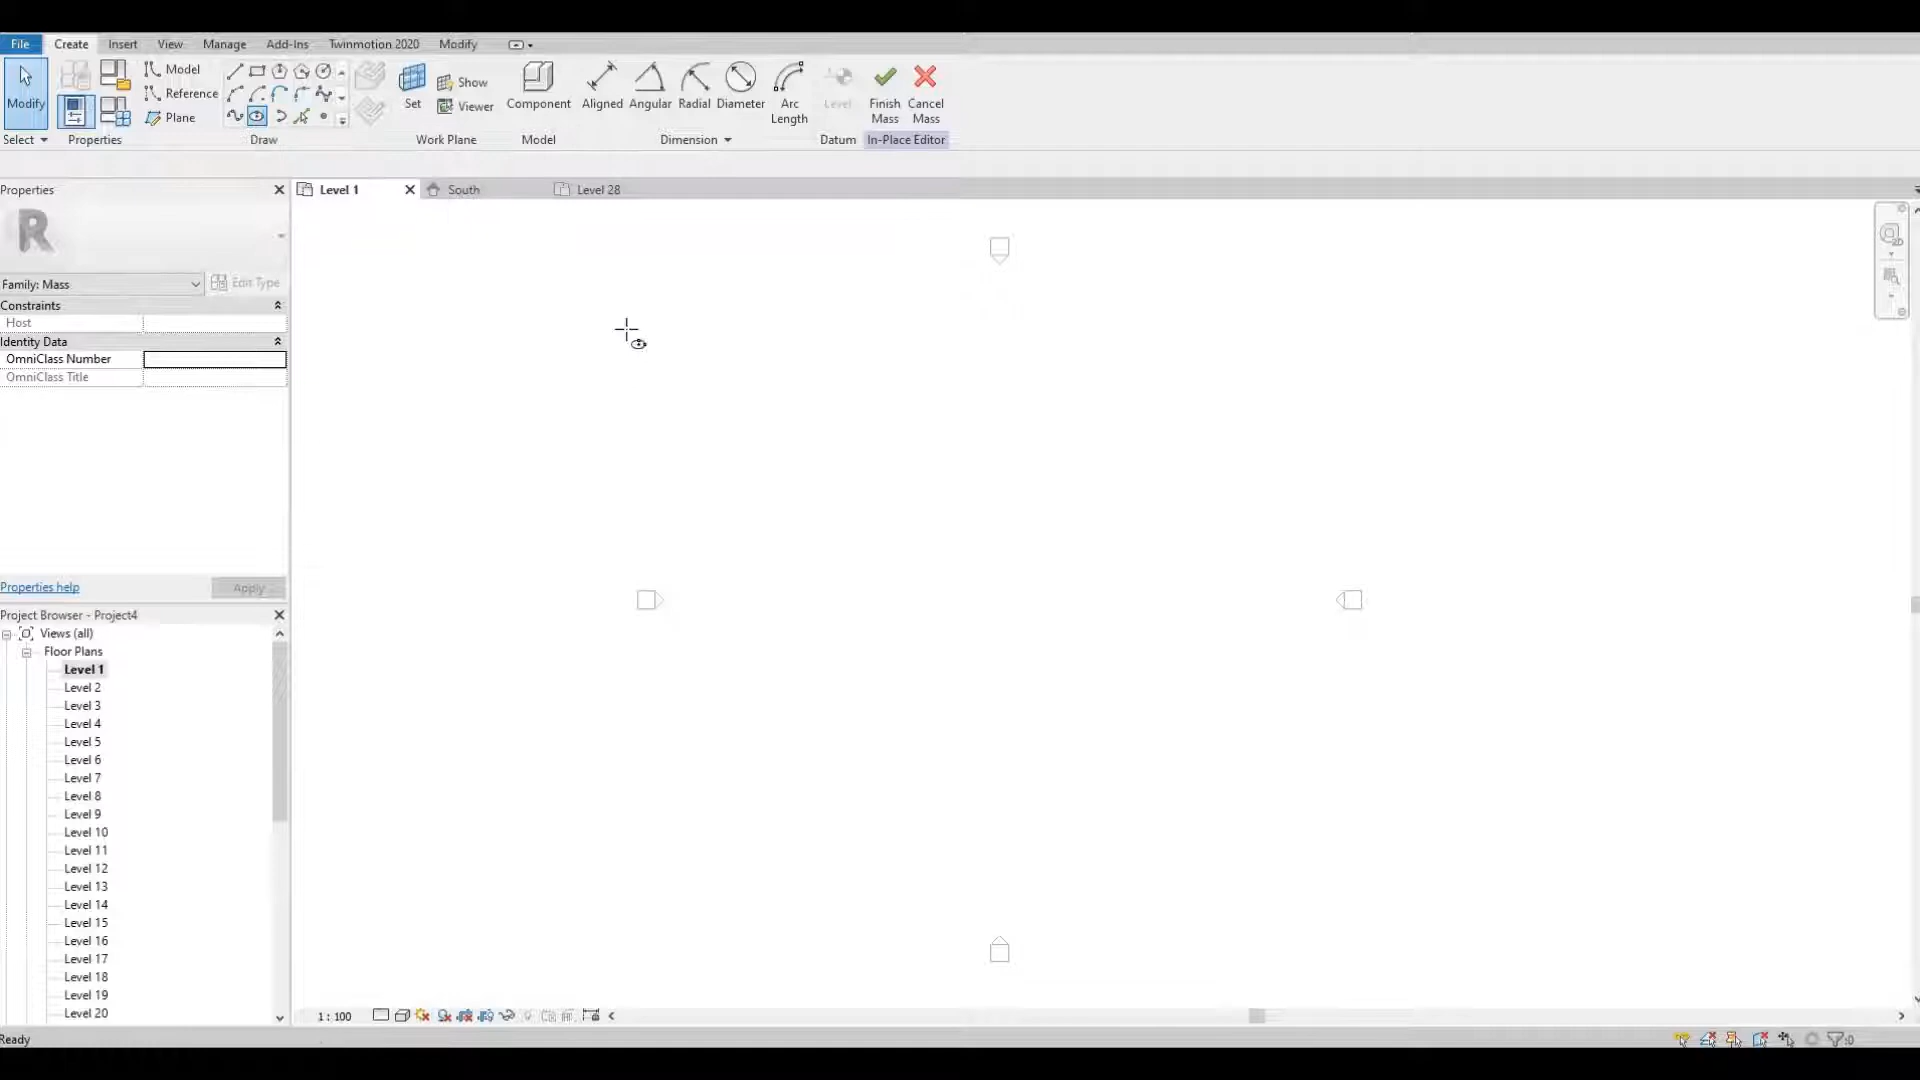 File Create Insert View Manage Add-Ins Twinmotion 2020 Modify
Modify
Model
Reference
Plane
Set
Show
Viewer
Component
Aligned
Angular
Radial
Diameter
Arc
Length
Level
Finish
Mass
Cancel
Mass
Select Properties Draw Work Plane Model Dimension Datum In-Place Editor
Properties
Level 1 South Level 28
R
Family: Mass Edit Type
Constraints
Host
Identity Data
OmniClass Number
OmniClass Title
Properties help Apply
Project Browser - Project4
Views (all)
Floor Plans
Level 1
Level 2
Level 3
Level 4
Level 5
Level 6
Level 7
Level 8
Level 9
Level 10
Level 11
Level 12
Level 13
Level 14
Level 15
Level 16
Level 17
Level 18
Level 19
Level 20
1 : 100
Ready
2D
:0